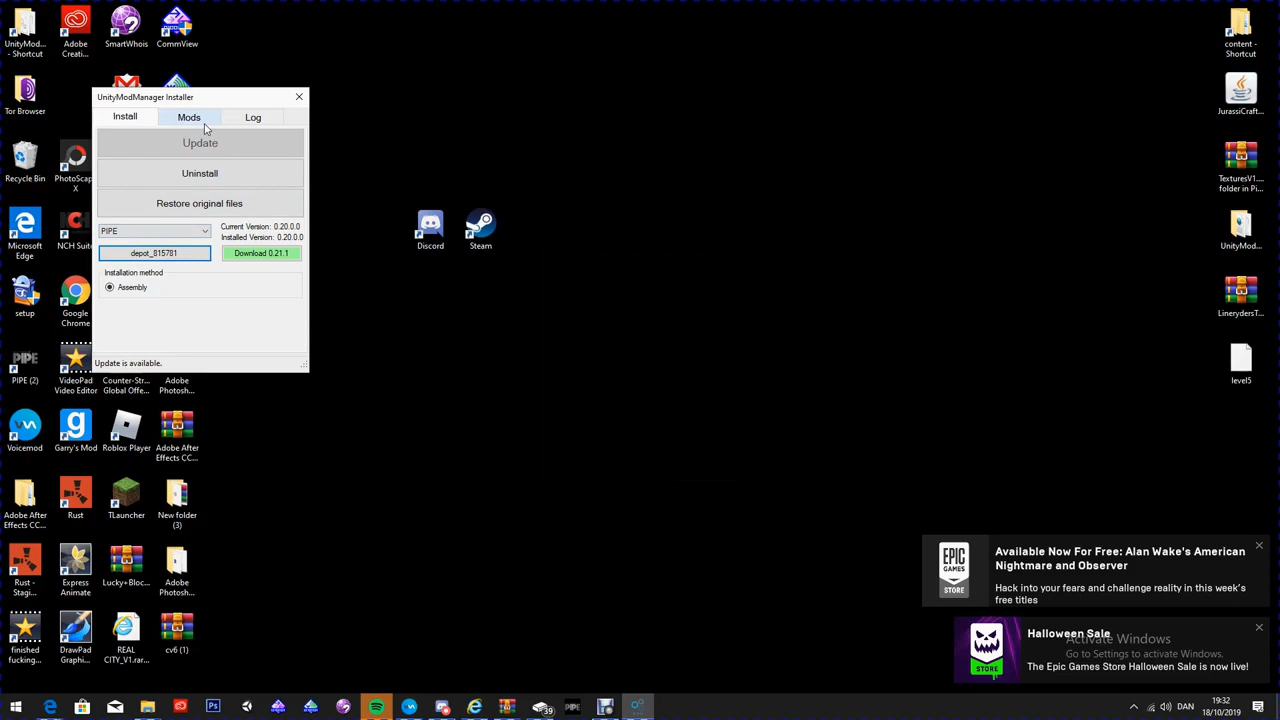 UnityMod...
- Shortcut
Adobe
Creati...
SmartWhois
CommView
Tor Browser
UnityModManager Installer
Install
Mods
Log
Update
Uninstall
Restore original files
PIPE
Current Version: 0.20.0.0
Installed Version: 0.20.0.0
depot_815781
Download 0.21.1
Installation method
Assembly
Update is available.
Recycle Bin
PhotoScap...
X
Microsoft
Edge
NCH Suite
setup
Google
Chrome
PIPE (2)
VideoPad
Video Editor
Counter-Str...
Global Offe...
Adobe
Photosh...
Voicemod
Garry's Mod
Roblox Player
Adobe After
Effects CC...
Adobe After
Effects CC...
Rust
TLauncher
New folder
(3)
Rust -
Stagi...
Express
Animate
Lucky+Bloc...
Adobe
Photosh...
finished
fucking...
DrawPad
Graphi...
REAL
CITY_V1.rar...
cv6 (1)
Discord
Steam
content -
Shortcut
JurassiCraft...
TexturesV1....
folder in Pi...
UnityMod...
LinerydersT...
level5
EPIC
GAMES
STORE
Available Now For Free: Alan Wake's American
Nightmare and Observer
Hack into your fears and challenge reality in this week's
free titles
STORE
Halloween Sale
Activate Windows
Go to Settings to activate Windows.
The Epic Games Store Halloween Sale is now live!
Ps
39
PIPE
DAN
19:32
18/10/2019